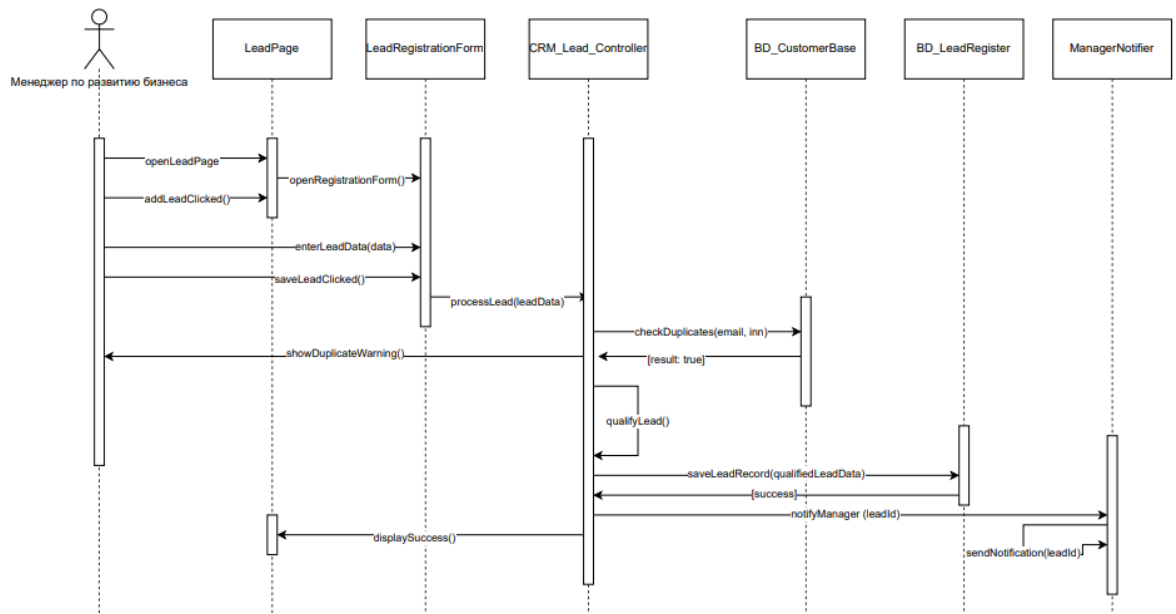 LeadPage
LeadRegistrationForm
CRM_Lead_Controller
BD_CustomerBase
BD_LeadRegister
ManagerNotifier
Менеджер по развитию бизнеса
openLeadPage
openRegistrationForm()
addLeadClicked()
enterLeadData(data)
saveLeadClicked()
processLead(leadData)
checkDuplicates(email, inn)
showDuplicateWarning()
[result: true]
qualifyLead()
saveLeadRecord(qualifiedLeadData)
[success]
notifyManager (leadId)
displaySuccess()
sendNotification(leadId)